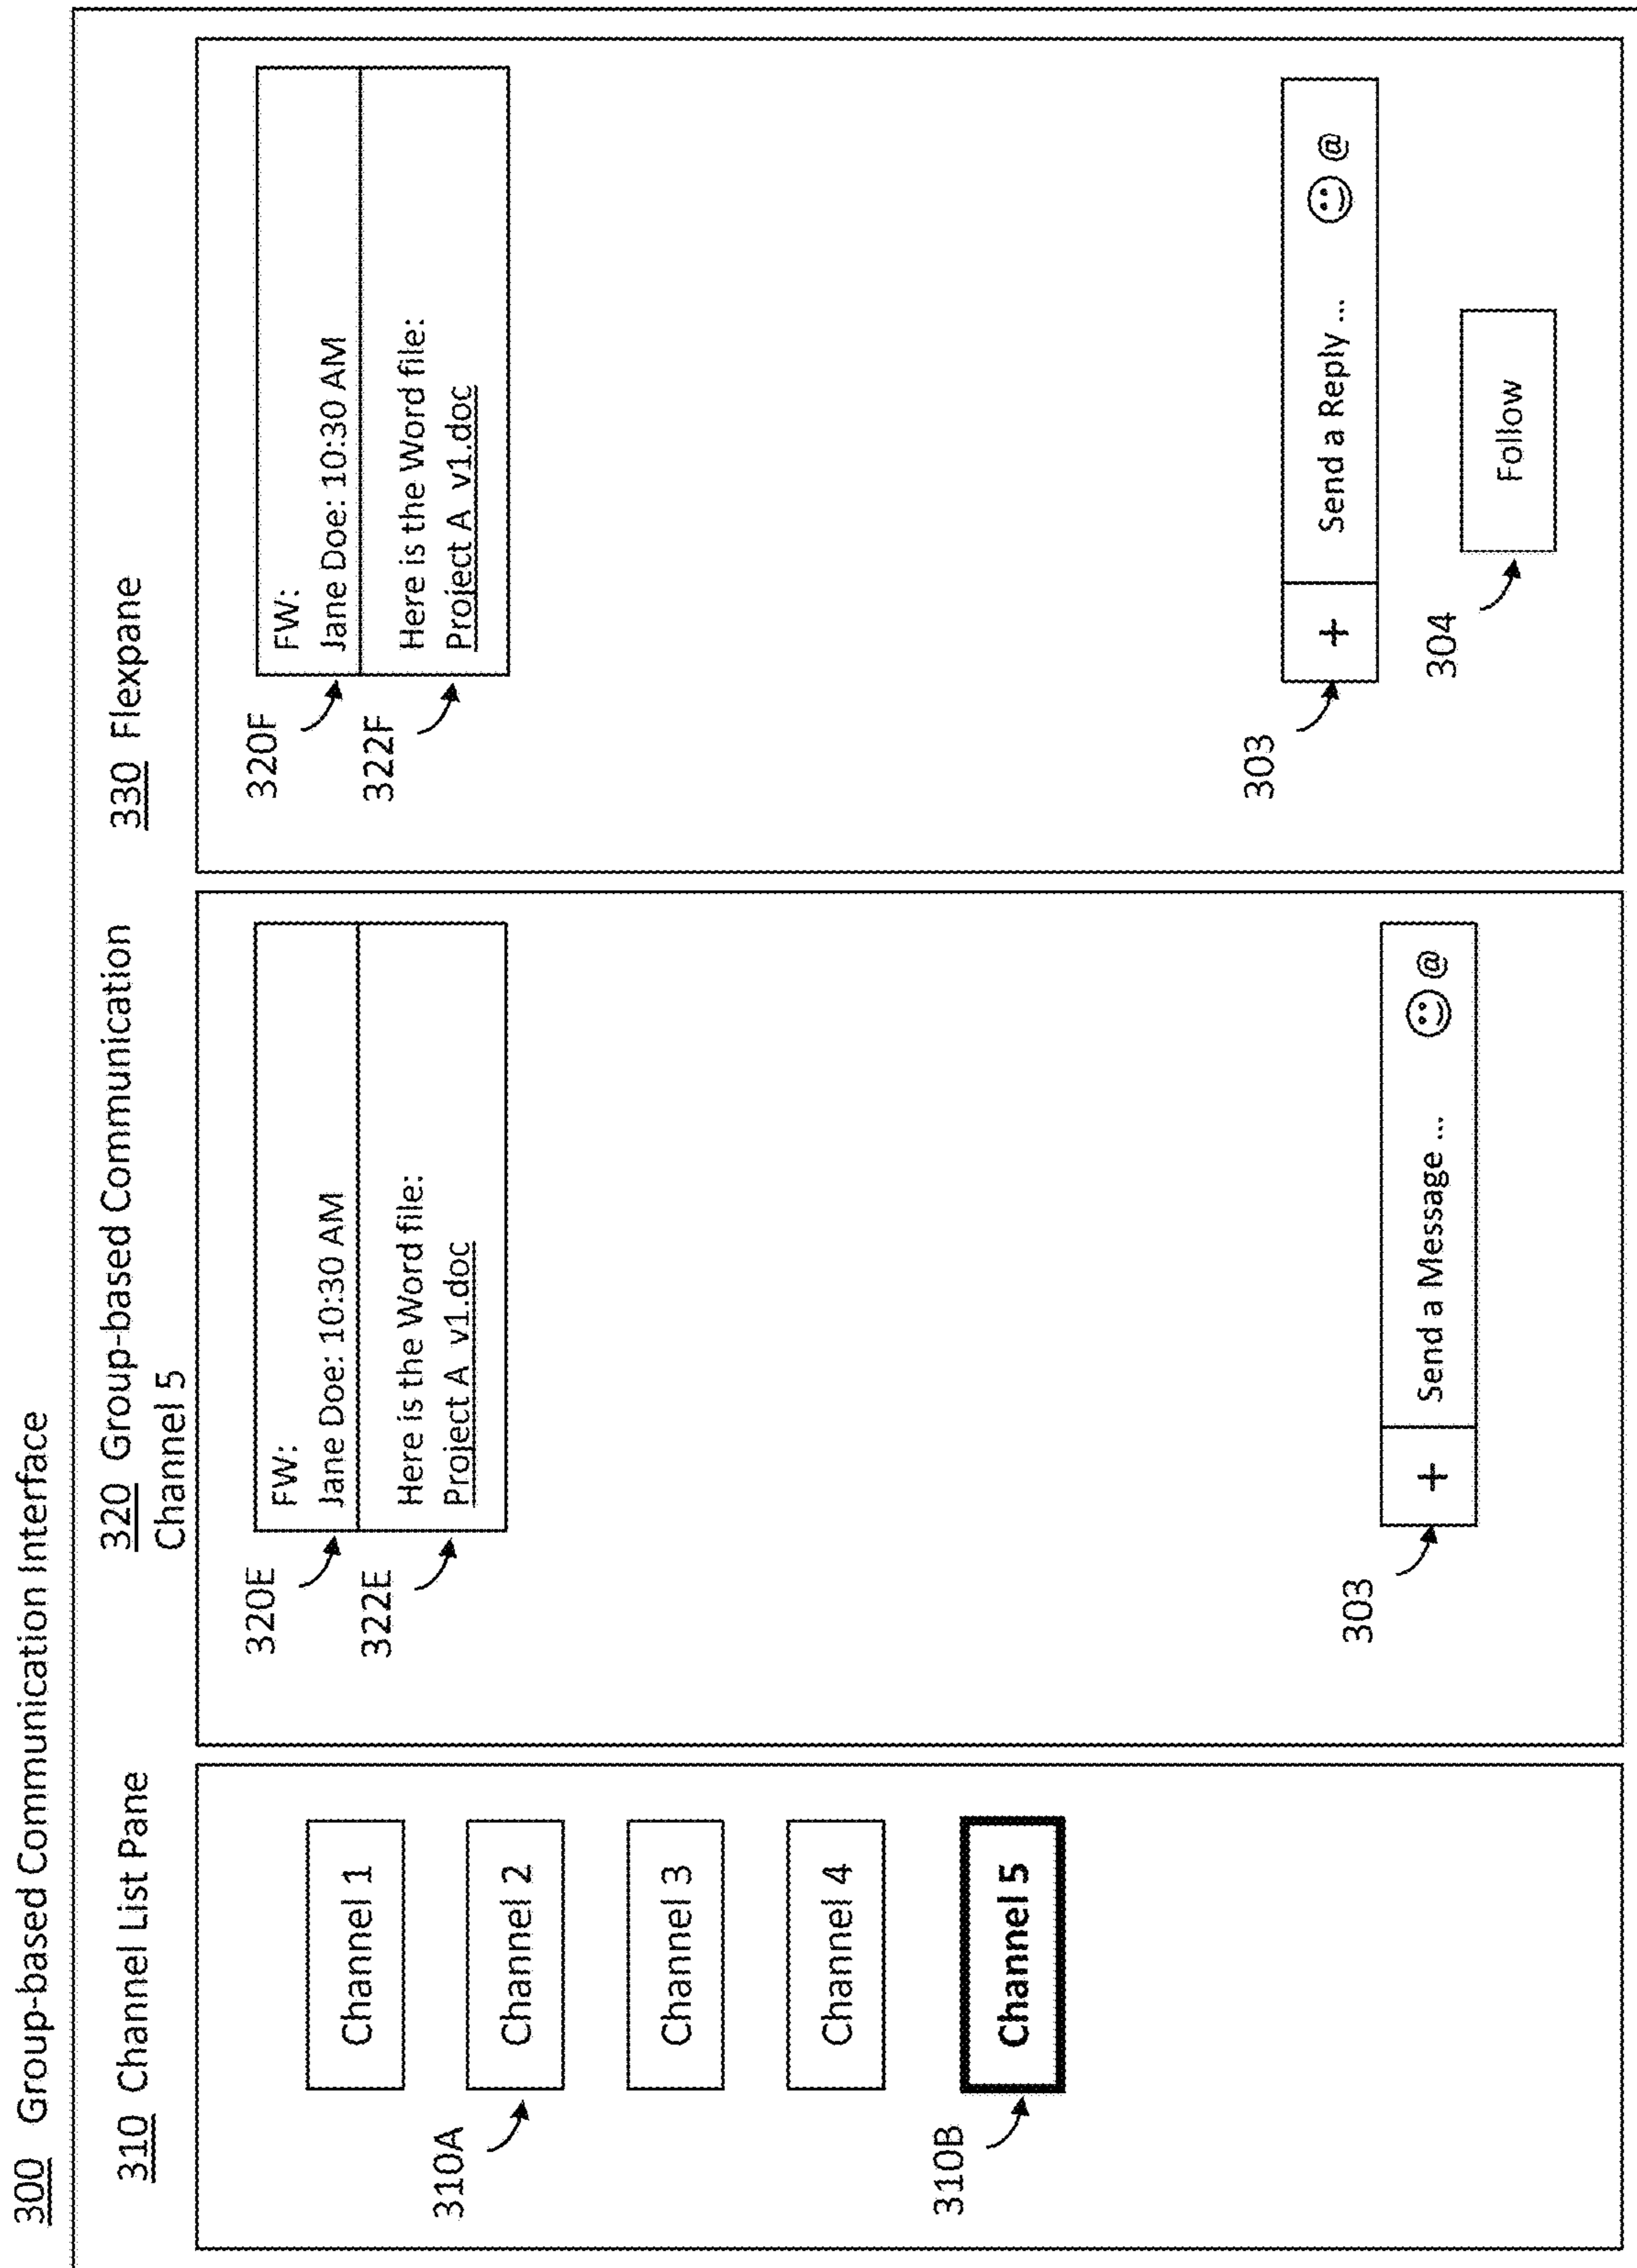 300 Group-based Communication Interface
310 Channel List Pane
Channel 1
Channel 2
310A
Channel 3
Channel 4
Channel 5
310B
320 Group-based Communication
Channel 5
FW:
Jane Doe: 10:30 AM
320E
Here is the Word file:
Project A v1.doc
322E
+ Send a Message ... @
303
330 Flexpane
FW:
Jane Doe: 10:30 AM
320F
Here is the Word file:
Project A v1.doc
322F
+ Send a Reply ... @
303
Follow
304